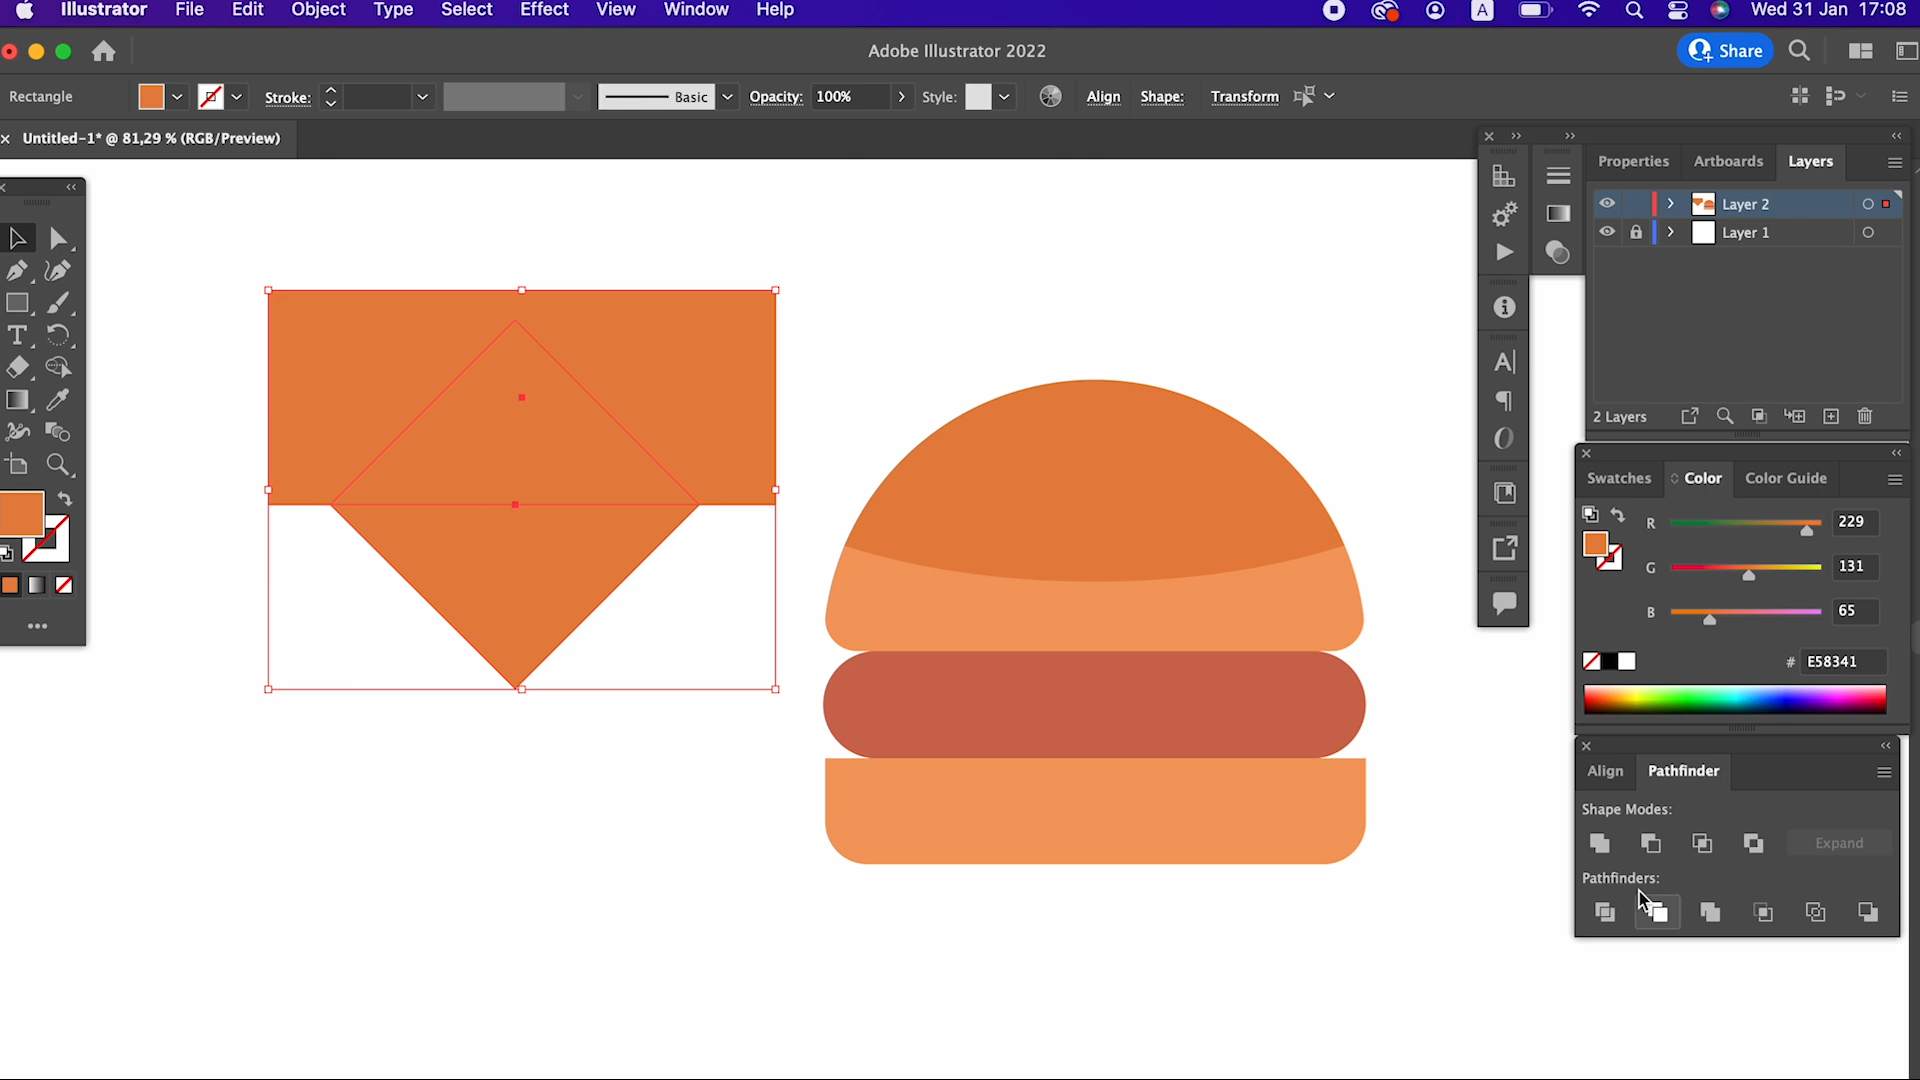 Illustrator File Edit Object Type Select Effect View Window Help A Wed 31 Jan 17:08
Adobe Illustrator 2022
Share
Rectangle Stroke: Basic Opacity: 100% Style: Align Shape: Transform
Untitled-1* @ 81,29 % (RGB/Preview)
Properties Artboards Layers
Layer 2
Layer 1
2 Layers
Swatches Color Color Guide
R 229
G 131
B 65
# E58341
Align Pathfinder
Shape Modes:
Expand
Pathfinders: